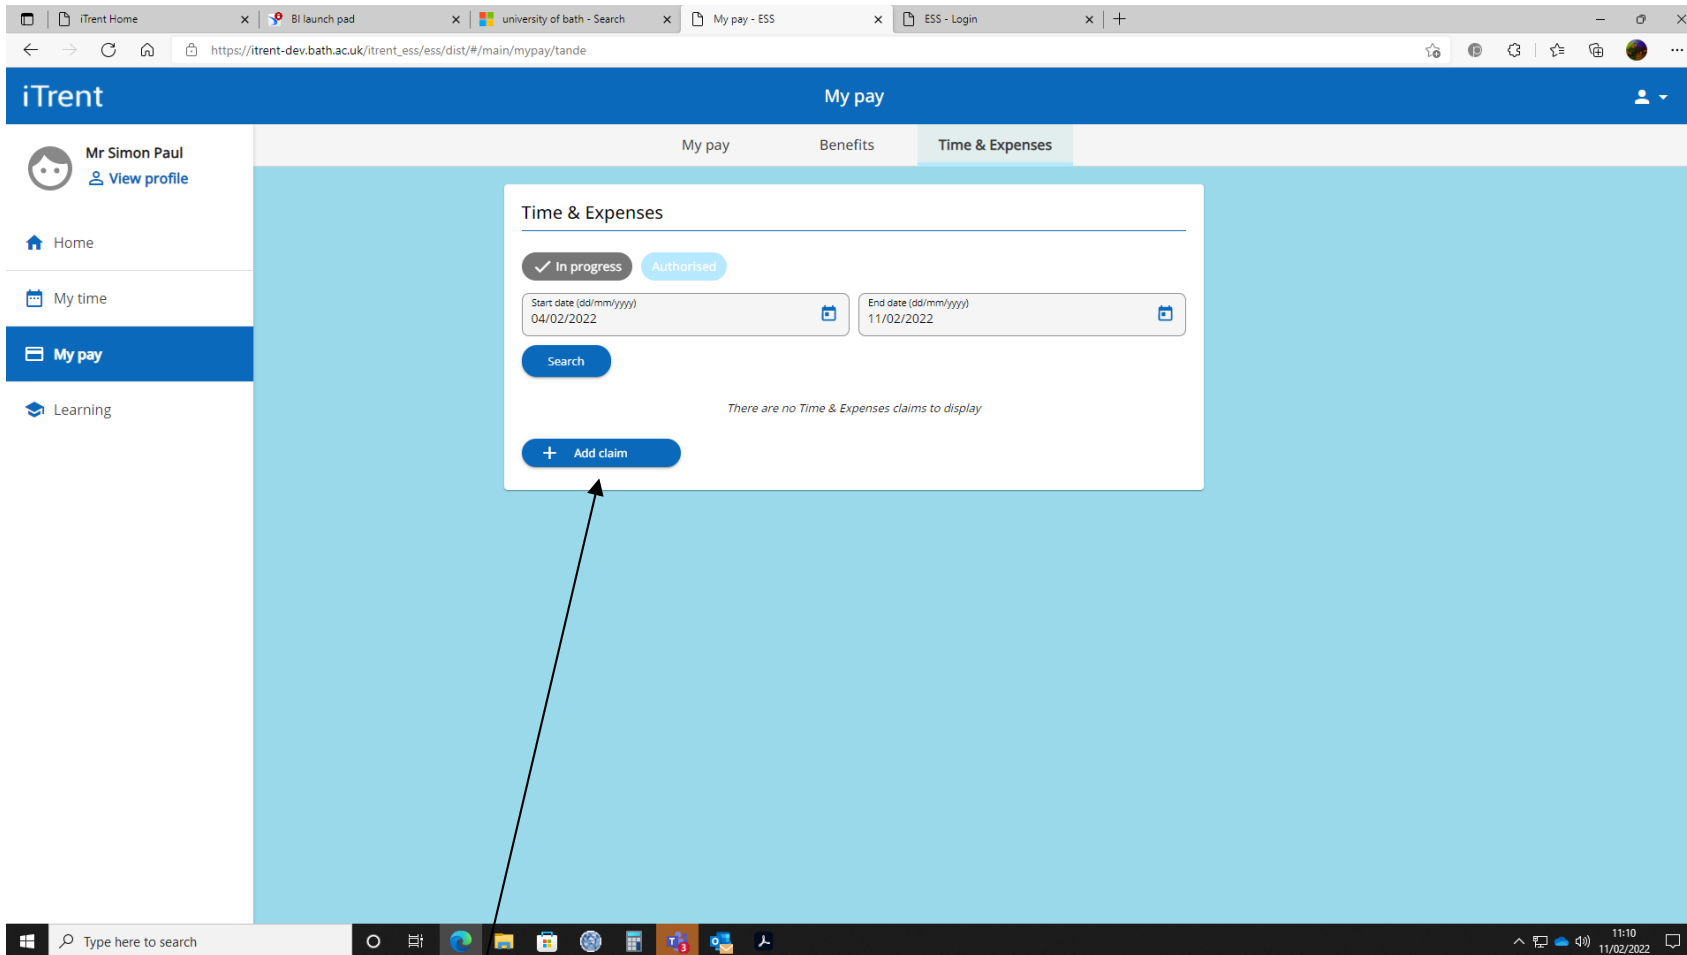 iTrent Home
BI launch pad
university of bath - Search
My pay - ESS
ESS - Login
https://itrent-dev.bath.ac.uk/itrent_ess/ess/dist/#/main/mypay/tande
iTrent
My pay
Mr Simon Paul
View profile
Home
My time
My pay
Learning
My pay Benefits Time & Expenses
Time & Expenses
In progress Authorised
Start date (dd/mm/yyyy)
04/02/2022
End date (dd/mm/yyyy)
11/02/2022
Search
There are no Time & Expenses claims to display
+ Add claim
Type here to search
3
11:10
11/02/2022